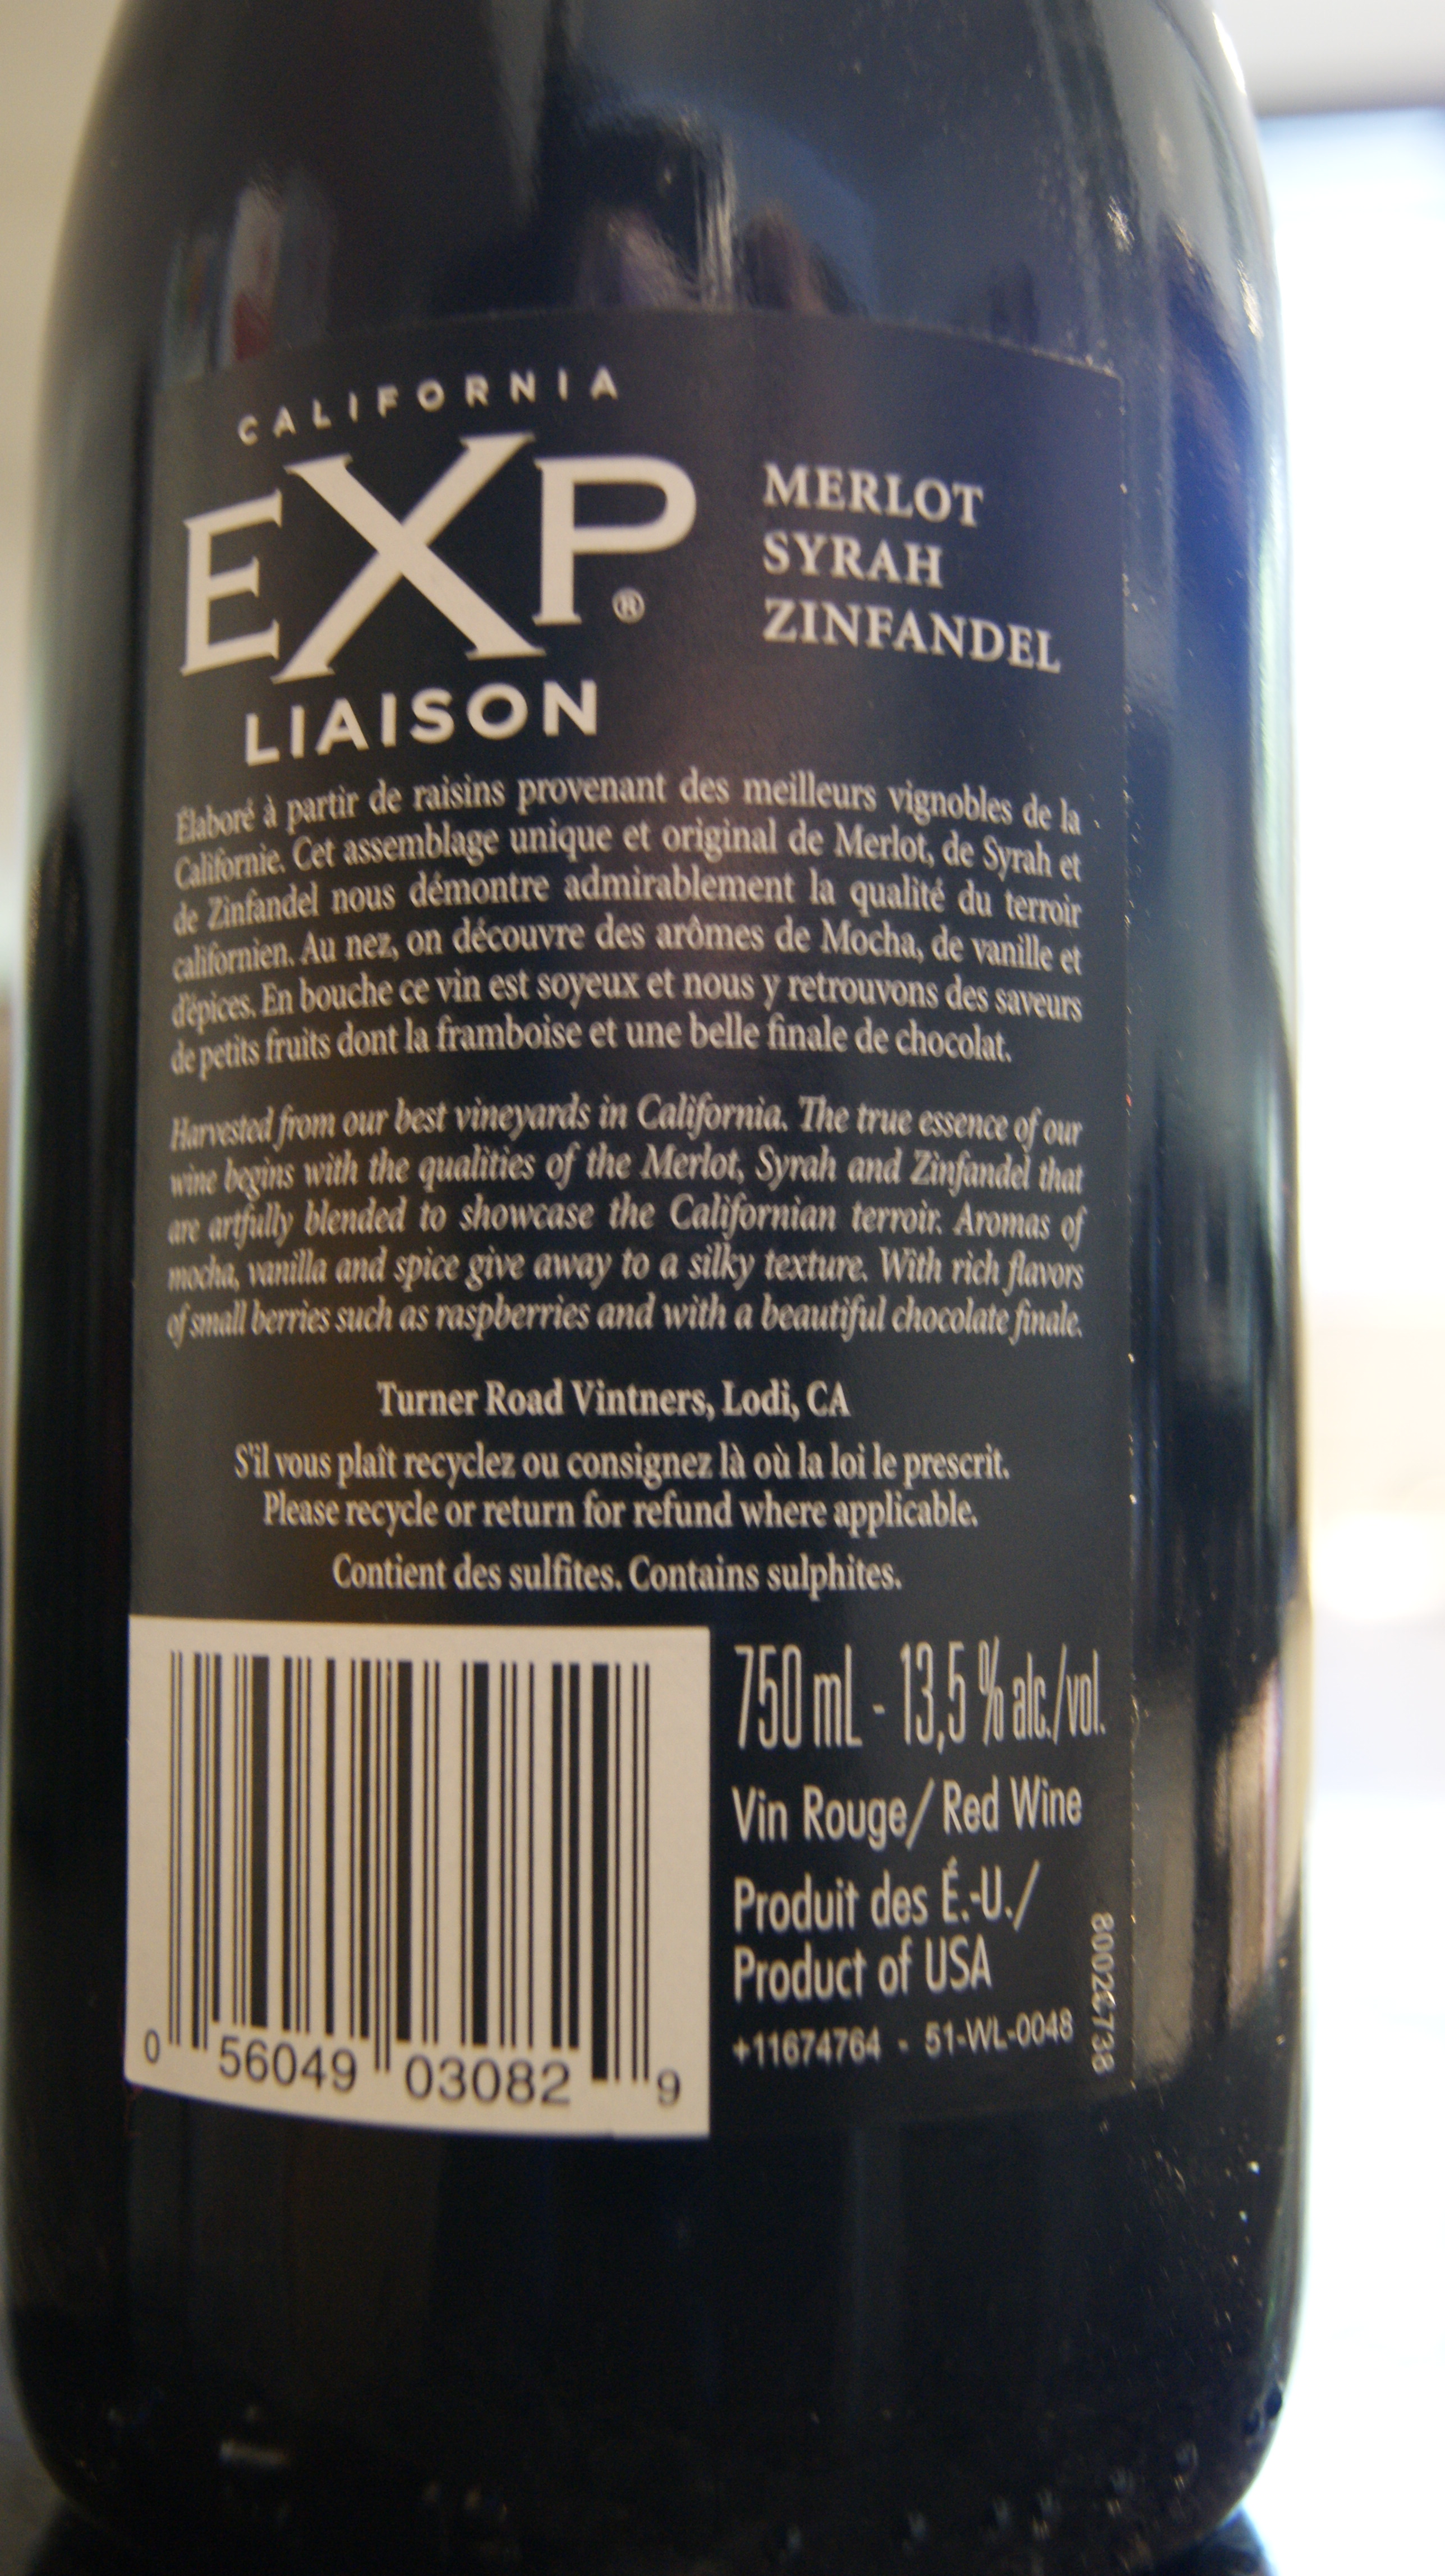 CALIFORNIA
EXP®
LIAISON
MERLOT
SYRAH
ZINFANDEL
Élaboré à partir de raisins provenant des meilleurs vignobles de la
Californie. Cet assemblage unique et original de Merlot, de Syrah et
de Zinfandel nous démontre admirablement la qualité du terroir
californien. Au nez, on découvre des arômes de Mocha, de vanille et
d'épices. En bouche ce vin est soyeux et nous y retrouvons des saveurs
de petits fruits dont la framboise et une belle finale de chocolat.
Harvested from our best vineyards in California. The true essence of our
wine begins with the qualities of the Merlot, Syrah and Zinfandel that
are artfully blended to showcase the Californian terroir. Aromas of
mocha, vanilla and spice give away to a silky texture. With rich flavors
of small berries such as raspberries and with a beautiful chocolate finale.
Turner Road Vintners, Lodi, CA
S'il vous plaît recyclez ou consignez là où la loi le prescrit.
Please recycle or return for refund where applicable.
Contient des sulfites. Contains sulphites.
750 mL - 13,5 % alc./vol.
Vin Rouge/ Red Wine
Produit des É.-U./
Product of USA
+11674764 - 51-WL-0048
0 56049 03082 9